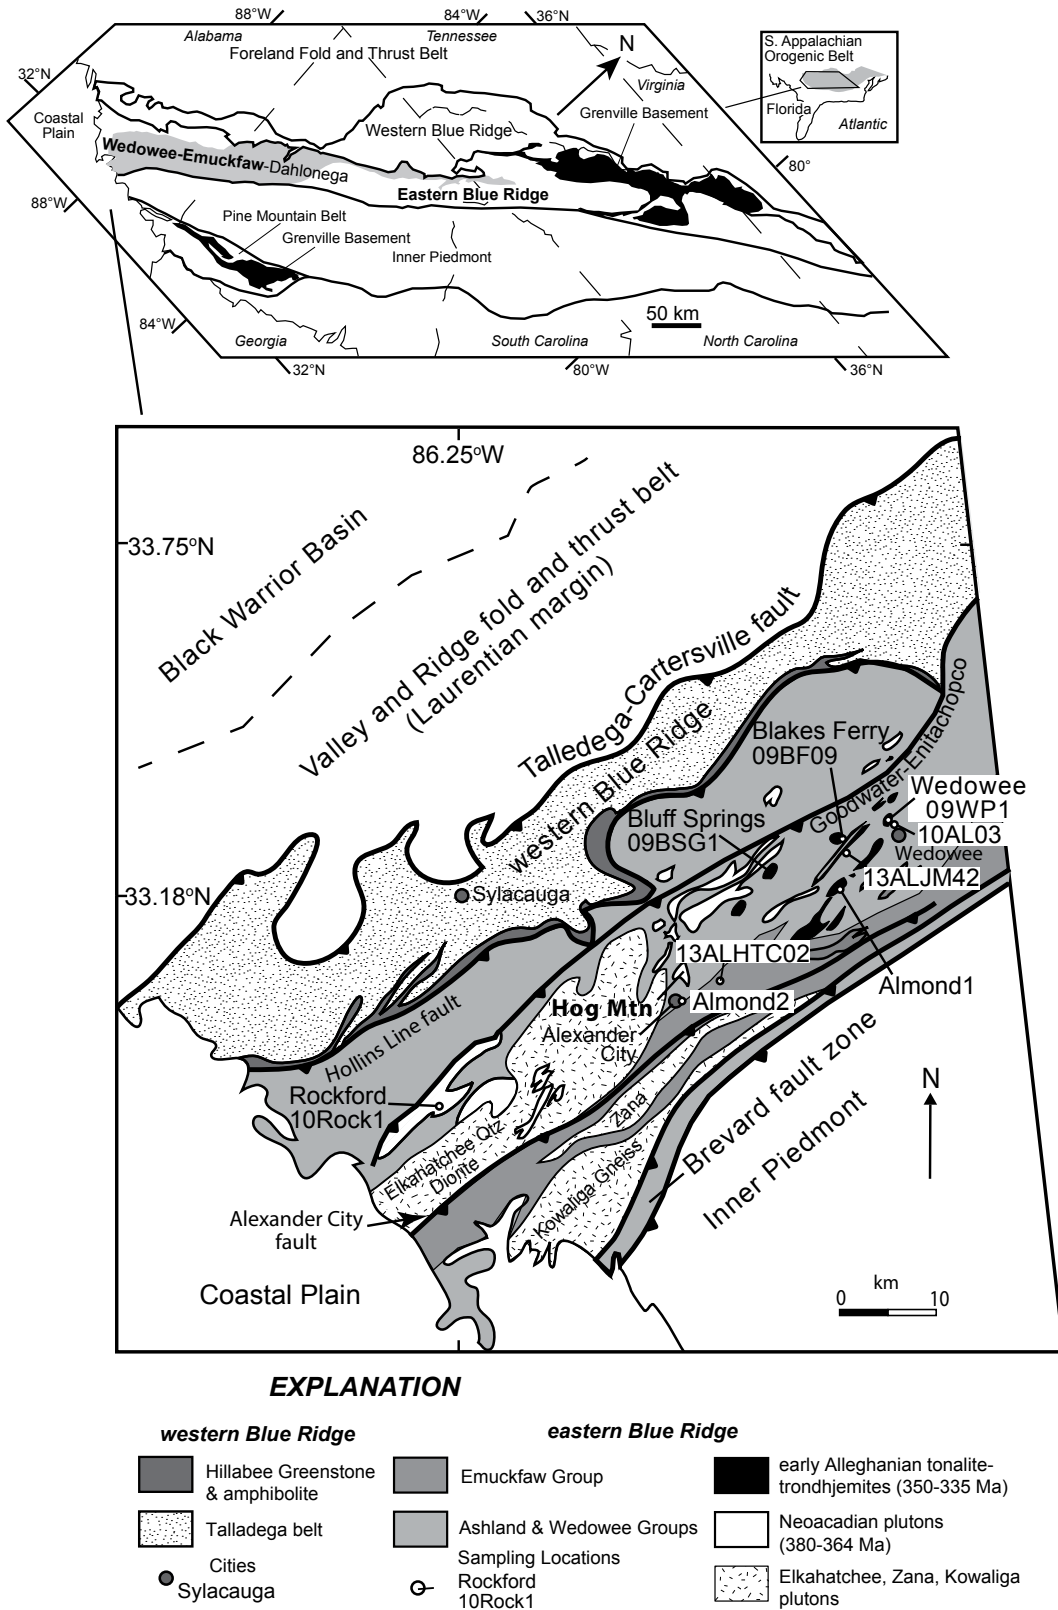 88°W
84°W
36°N
Alabama
Tennessee
Foreland Fold and Thrust Belt
N
S. Appalachian
Orogenic Belt
Florida
Atlantic
32°N
Virginia
Coastal
Plain
Western Blue Ridge
Grenville Basement
Wedowee-Emuckfaw-Dahlonega
80°
Eastern Blue Ridge
88°W
Pine Mountain Belt
Grenville Basement
Inner Piedmont
50 km
84°W
Georgia
South Carolina
North Carolina
32°N
80°W
36°N
86.25°W
33.75°N
Black Warrior Basin
Valley and Ridge fold and thrust belt
(Laurentian margin)
Talledega-Cartersville fault
western Blue Ridge
Blakes Ferry
09BF09
Goodwater-Enitachopco
Wedowee
09WP1
Bluff Springs
09BSG1
10AL03
Wedowee
13ALJM42
33.18°N
Sylacauga
13ALHTC02
Almond1
Hog Mtn
Almond2
Alexander
City
Hollins Line fault
Rockford
10Rock1
Zana
Brevard fault zone
N
Elkahatchee Qtz
Diorite
Kowaliga Gneiss
Inner Piedmont
Alexander City
fault
Coastal Plain
km
0 10
EXPLANATION
western Blue Ridge
eastern Blue Ridge
Hillabee Greenstone
& amphibolite
Emuckfaw Group
early Alleghanian tonalite-
trondhjemites (350-335 Ma)
Talladega belt
Ashland & Wedowee Groups
Neoacadian plutons
(380-364 Ma)
Cities
Sylacauga
Sampling Locations
Rockford
10Rock1
Elkahatchee, Zana, Kowaliga
plutons